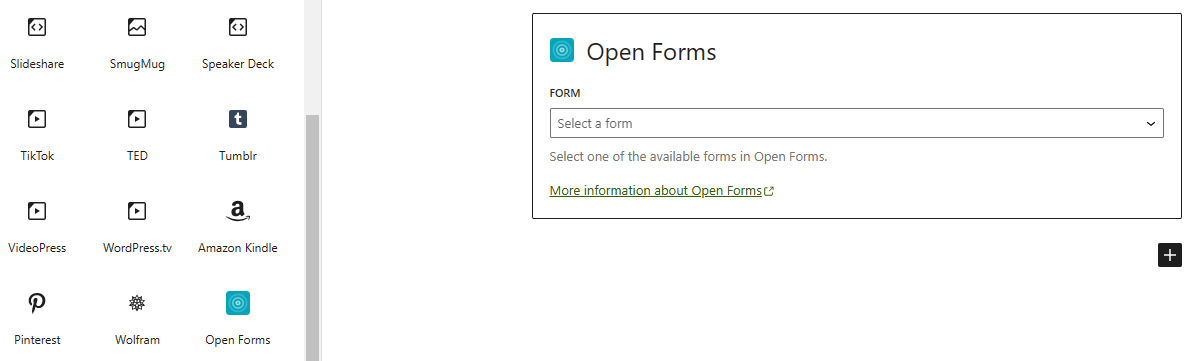 Slideshare
SmugMug
Speaker Deck
TikTok
TED
Tumblr
VideoPress
WordPress.tv
Amazon Kindle
Pinterest
Wolfram
Open Forms
Open Forms
FORM
Select a form
Select one of the available forms in Open Forms.
More information about Open Forms